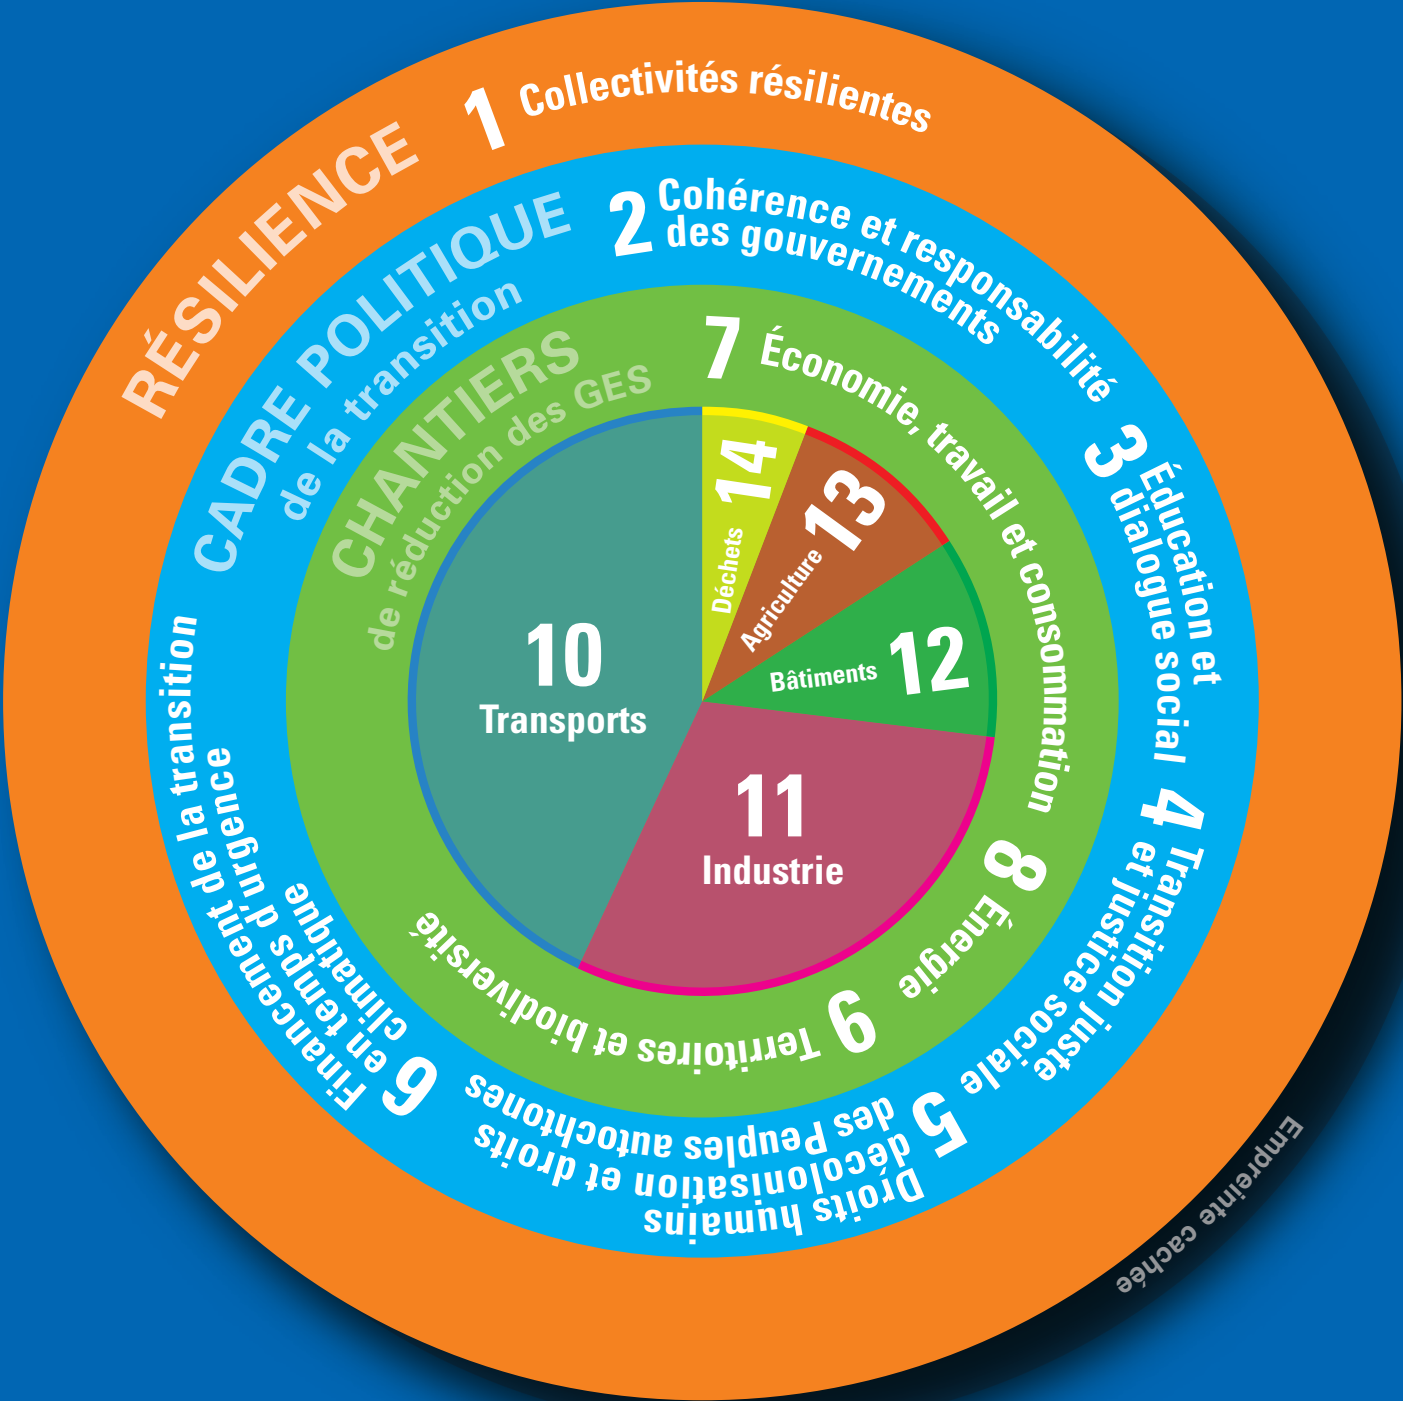 RÉSILIENCE
1 Collectivités résilientes
CADRE POLITIQUE
de la transition
2 Cohérence et responsabilité
des gouvernements
3 Éducation et
dialogue social
4 Transition juste
et justice sociale
5 Droits humains
décolonisation et droits
des Peuples autochtones
6 Financement de la transition
en temps d'urgence
climatique
CHANTIERS
de réduction des GES
7 Économie, travail et consommation
8 Énergie
9 Territoires et biodiversité
10
Transports
11
Industrie
Bâtiments 12
Agriculture 13
Déchets 14
Empreinte cachée